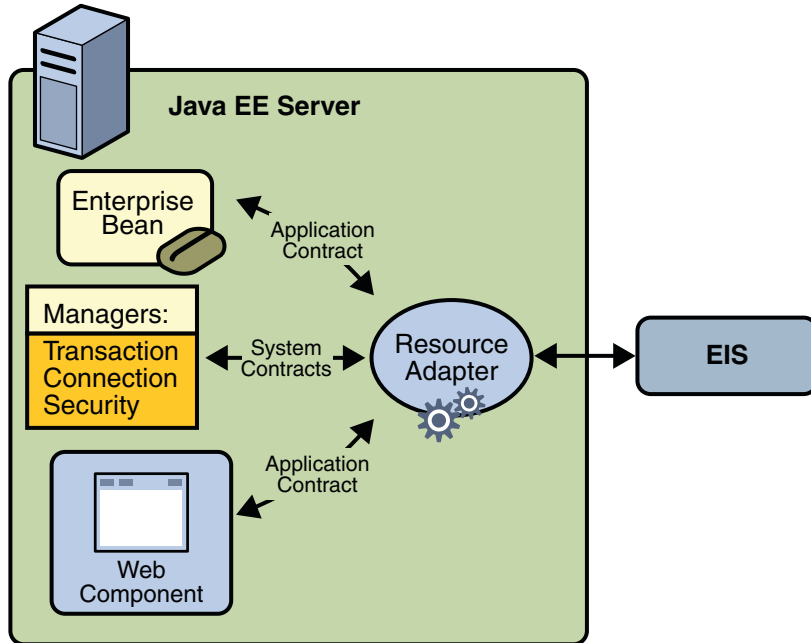 Java EE Server
Enterprise
Bean
Application
Contract
Managers:
Transaction
Connection
Security
System
Contracts
Resource
Adapter
EIS
Application
Contract
Web
Component